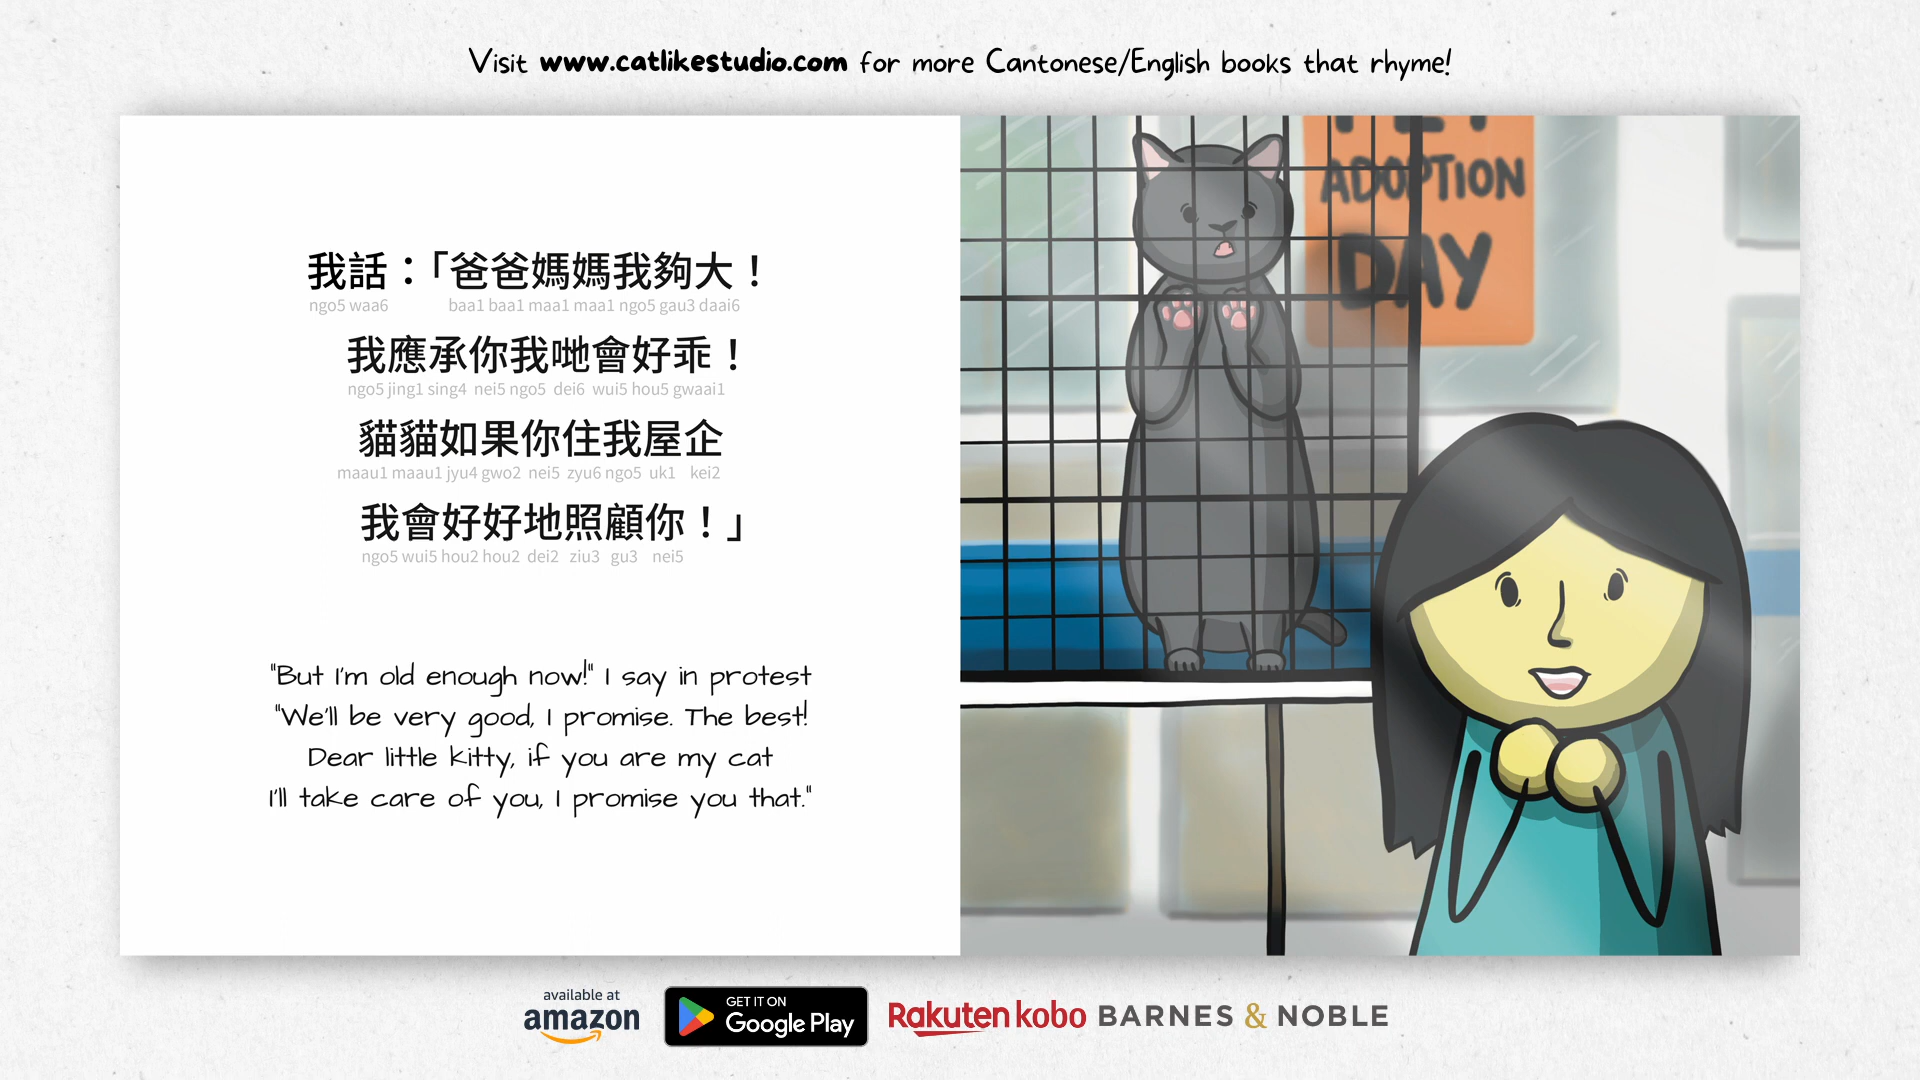 Visit www.catlikestudio.com for more Cantonese/English books that rhyme!
我話：「爸爸媽媽我夠大！
ngo5 waa6 baa1 baa1 maa1 maa1 ngo5 gau3 daai6
我應承你我哋會好乖！
ngo5 jing1 sing4 nei5 ngo5 dei6 wui5 hou5 gwaai1
貓貓如果你住我屋企
maau1 maau1 jyu4 gwo2 nei5 zyu6 ngo5 uk1 kei2
我會好好地照顧你！」
ngo5 wui5 hou2 hou2 dei2 ziu3 gu3 nei5
"But I'm old enough now!" I say in protest
"We'll be very good, I promise. The best!
Dear little kitty, if you are my cat
I'll take care of you, I promise you that."
PET
ADOPTION
DAY
available at
amazon
GET IT ON
Google Play
Rakuten kobo
BARNES & NOBLE